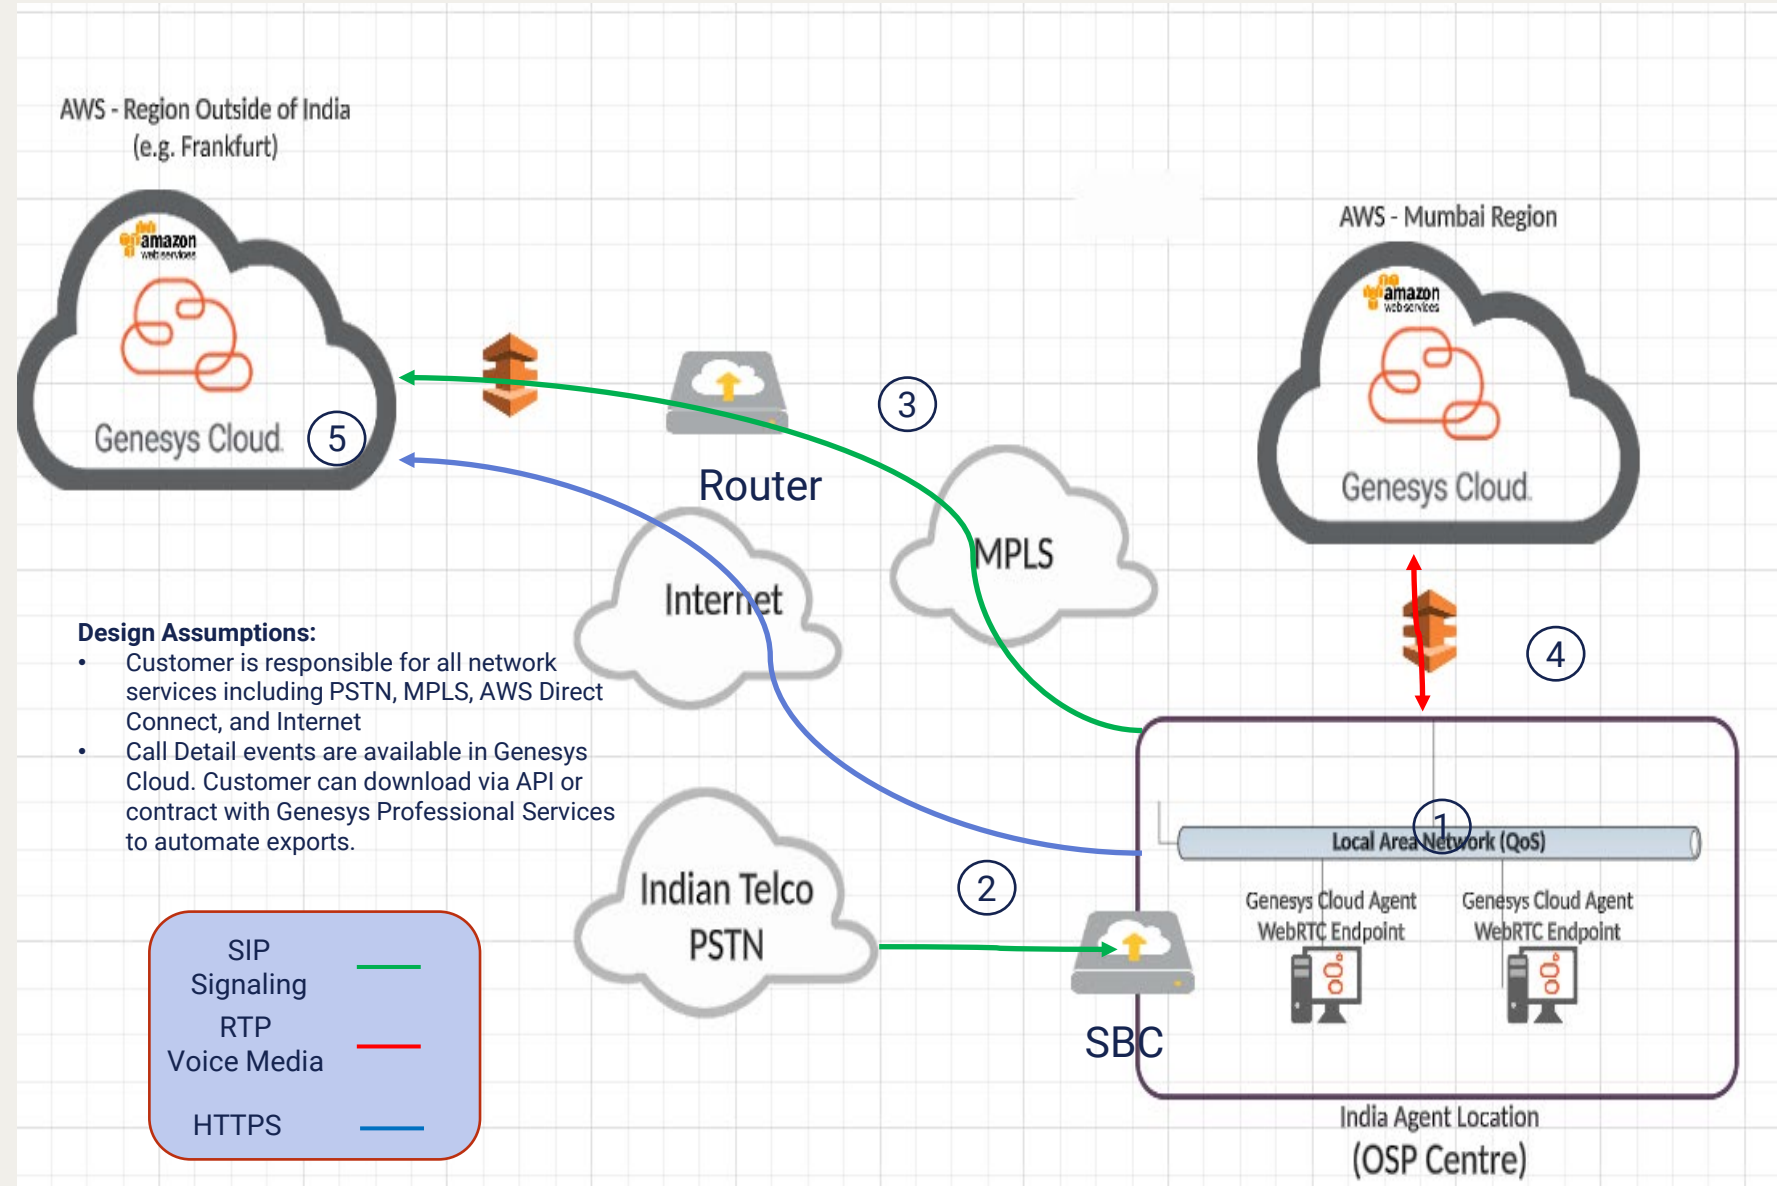 AWS - Region Outside of India
(e.g. Frankfurt)
amazon
web services
Genesys Cloud.
5
AWS - Mumbai Region
amazon
web services
Genesys Cloud.
3
Router
MPLS
Internet
4
Design Assumptions:
• Customer is responsible for all network
services including PSTN, MPLS, AWS Direct
Connect, and Internet
• Call Detail events are available in Genesys
Cloud. Customer can download via API or
contract with Genesys Professional Services
to automate exports.
Indian Telco
PSTN
2
SBC
1
Local Area Network (QoS)
Genesys Cloud Agent
WebRTC Endpoint
Genesys Cloud Agent
WebRTC Endpoint
India Agent Location
(OSP Centre)
SIP
Signaling
RTP
Voice Media
HTTPS